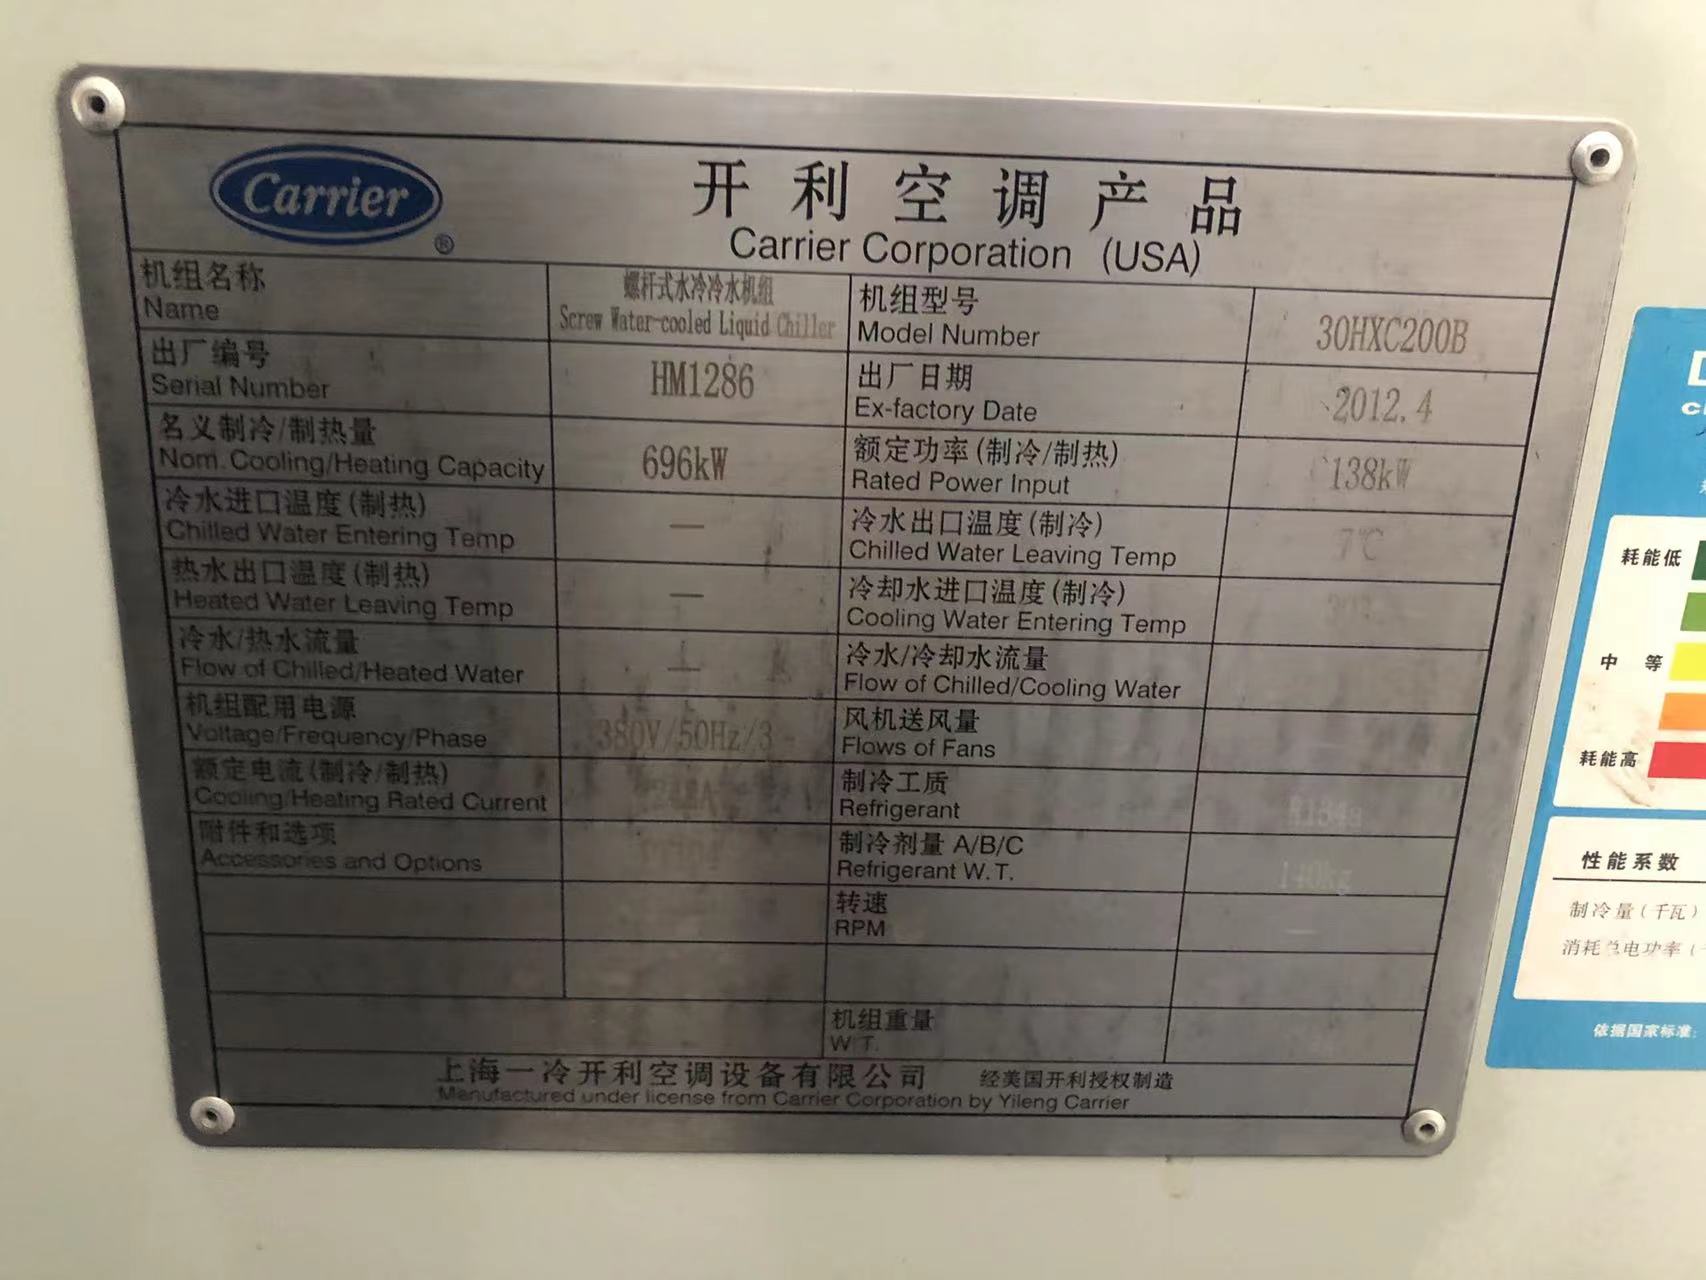 Carrier
®
开利空调产品
Carrier Corporation (USA)
机组名称
Name
螺杆式水冷冷水机组
Screw Water-cooled Liquid Chiller
机组型号
Model Number
30HXC200B
出厂编号
Serial Number
HM1286
出厂日期
Ex-factory Date
2012.4
名义制冷/制热量
Nom. Cooling/Heating Capacity
696kW
额定功率(制冷/制热)
Rated Power Input
138kW
冷水进口温度(制热)
Chilled Water Entering Temp
—
冷水出口温度(制冷)
Chilled Water Leaving Temp
7℃
热水出口温度(制热)
Heated Water Leaving Temp
—
冷却水进口温度(制冷)
Cooling Water Entering Temp
冷水/热水流量
Flow of Chilled/Heated Water
—
冷水/冷却水流量
Flow of Chilled/Cooling Water
机组配用电源
Voltage/Frequency/Phase
380V/50Hz/3
风机送风量
Flows of Fans
额定电流(制冷/制热)
Cooling/Heating Rated Current
制冷工质
Refrigerant
R134a
附件和选项
Accessories and Options
制冷剂量 A/B/C
Refrigerant W.T.
转速
RPM
—
机组重量
W.T.
上海一冷开利空调设备有限公司 经美国开利授权制造
Manufactured under license from Carrier Corporation by Yileng Carrier
耗能低
中 等
耗能高
性能系数
制冷量(千瓦)
消耗总电功率(
依据国家标准: